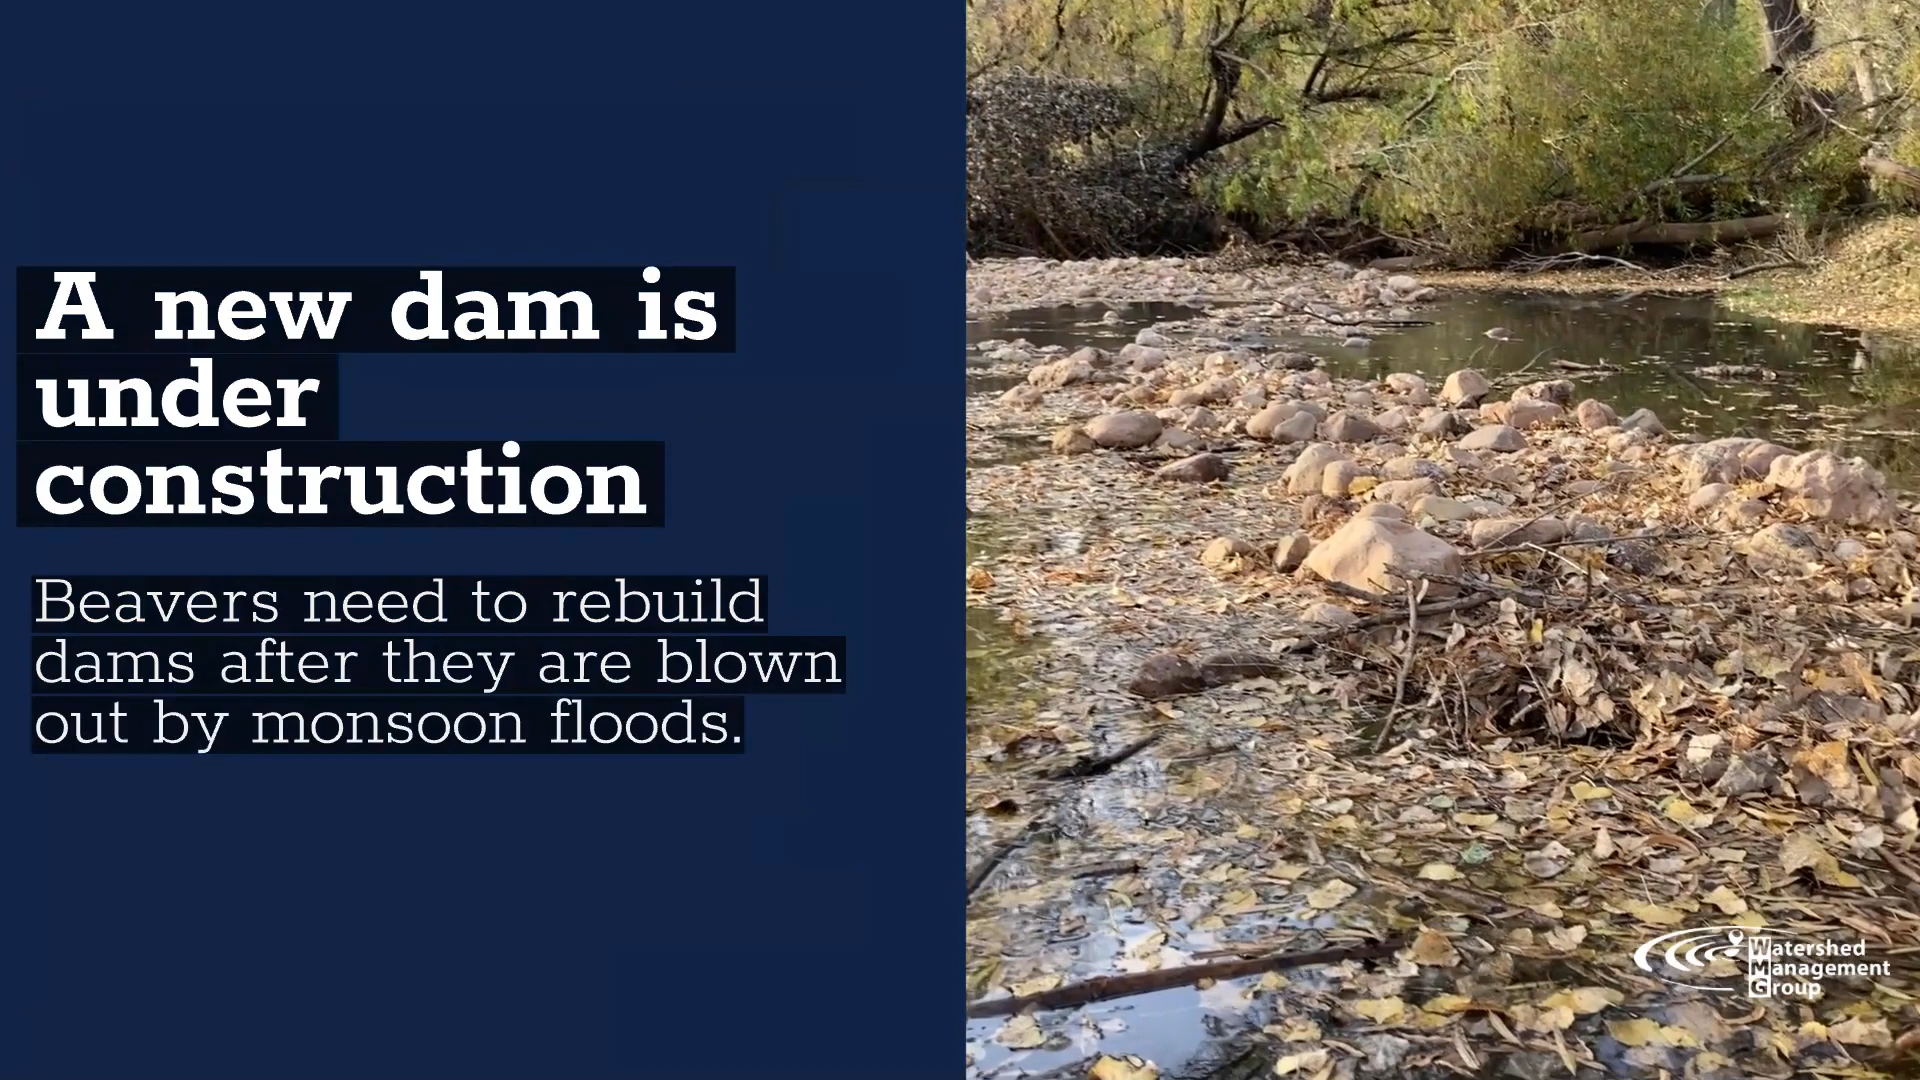 A new dam is
under
construction
Beavers need to rebuild
dams after they are blown
out by monsoon floods.
Watershed
Management
Group